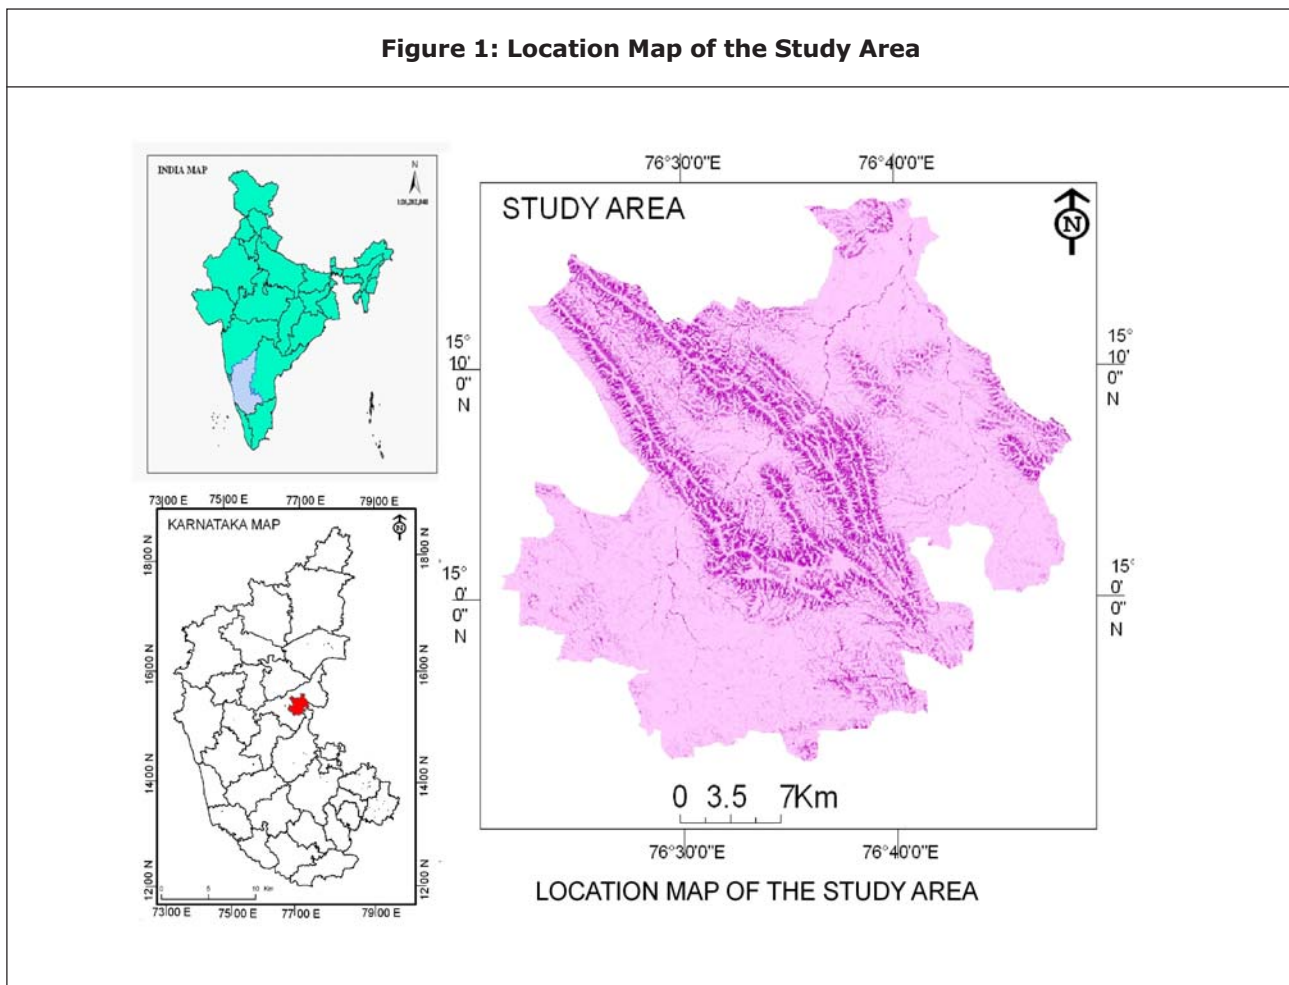 Figure 1: Location Map of the Study Area
INDIA MAP
N
76°30'0"E 76°40'0"E
STUDY AREA
N
15°
10'
0"
N
15°
10'
0"
N
73|00 E 75|00 E 77|00 E 79|00 E
KARNATAKA MAP
N
18|00 N
18|00 N
16|00 N
16|00 N
14|00 N
14|00 N
12|00 N
12|00 N
0 5 10 Km
73|00 E 75|00 E 77|00 E 79|00 E
15°
0'
0"
N
15°
0'
0"
N
0 3.5 7Km
76°30'0"E 76°40'0"E
LOCATION MAP OF THE STUDY AREA